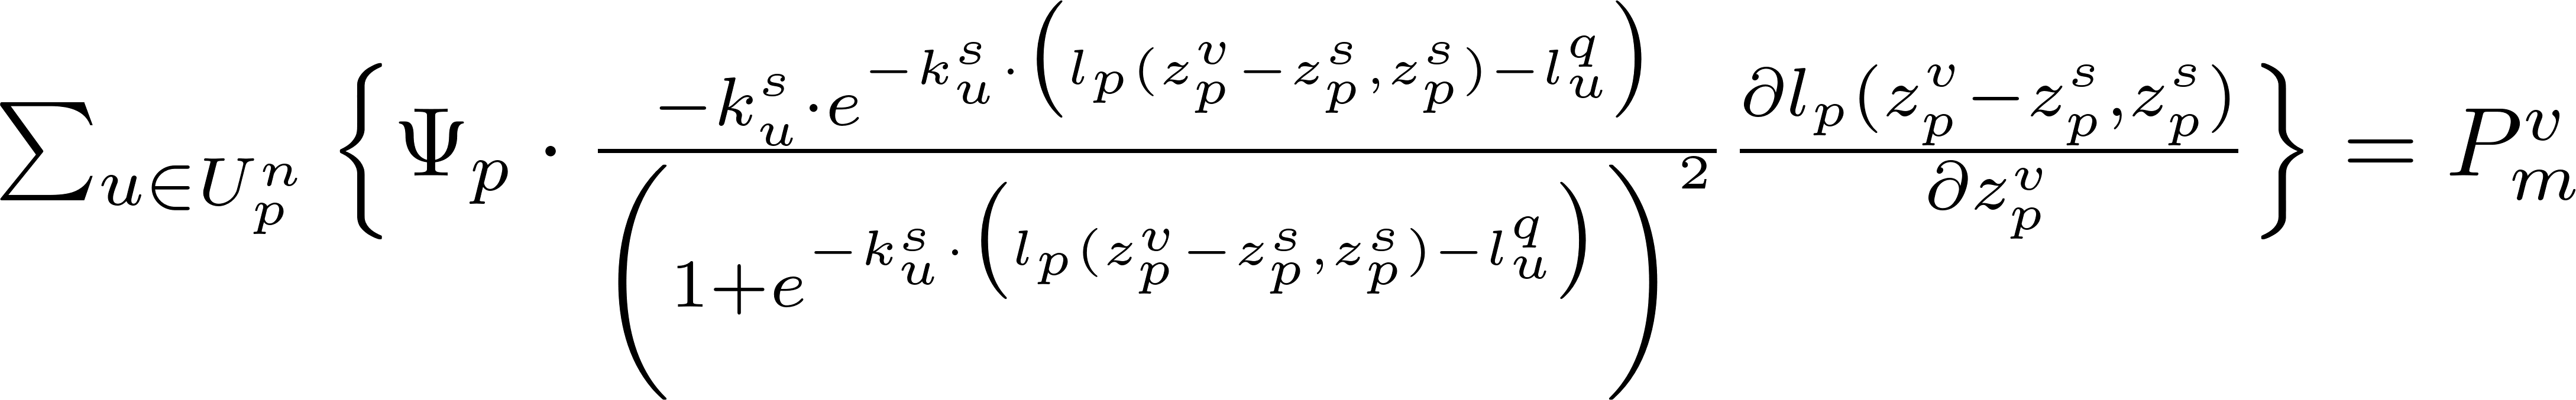 \sum_{u \in U_p^n} \left\{ \Psi_p \cdot \frac{-k_u^s \cdot e^{-k_u^s \cdot \left( l_p(z_p^v - z_p^s, z_p^s) - l_u^q \right)}}{\left( 1 + e^{-k_u^s \cdot \left( l_p(z_p^v - z_p^s, z_p^s) - l_u^q \right)} \right)^2} \frac{\partial l_p(z_p^v - z_p^s, z_p^s)}{\partial z_p^v} \right\} = P_m^v